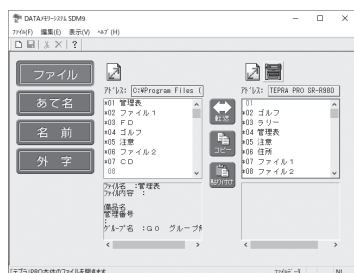 DATAメモリーシステム SDM9
ファイル(F) 編集(E) 表示(V) ヘルプ(H)
ファイル
あて名
名 前
外 字
アドレス: C:¥Program Files (
*01 管理表
*02 ファイル1
*03 FD
*04 ゴルフ
*05 注意
*06 ファイル2
*07 CD
08
ファイル名 :管理表
ファイル内容 :
備品名
管理番号
:
グループ名 :G0 グループ
転送
コピー
貼り付け
アドレス: TEPRA PRO SR-R980
01
*02 ゴルフ
*03 ラリー
*04 管理表
*05 注意
*06 住所
*07 ファイル1
*08 ファイル2
テプラPRO本体のファイルを開きます
NU